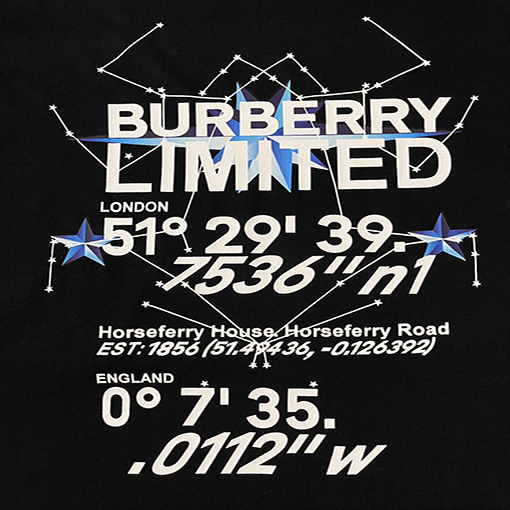 BURBERRY
LIMITED
LONDON
51° 29' 39.
7536" n1
Horseferry House. Horseferry Road
EST: 1856 (51.49436, -0.126392)
ENGLAND
0° 7' 35.
.0112" w